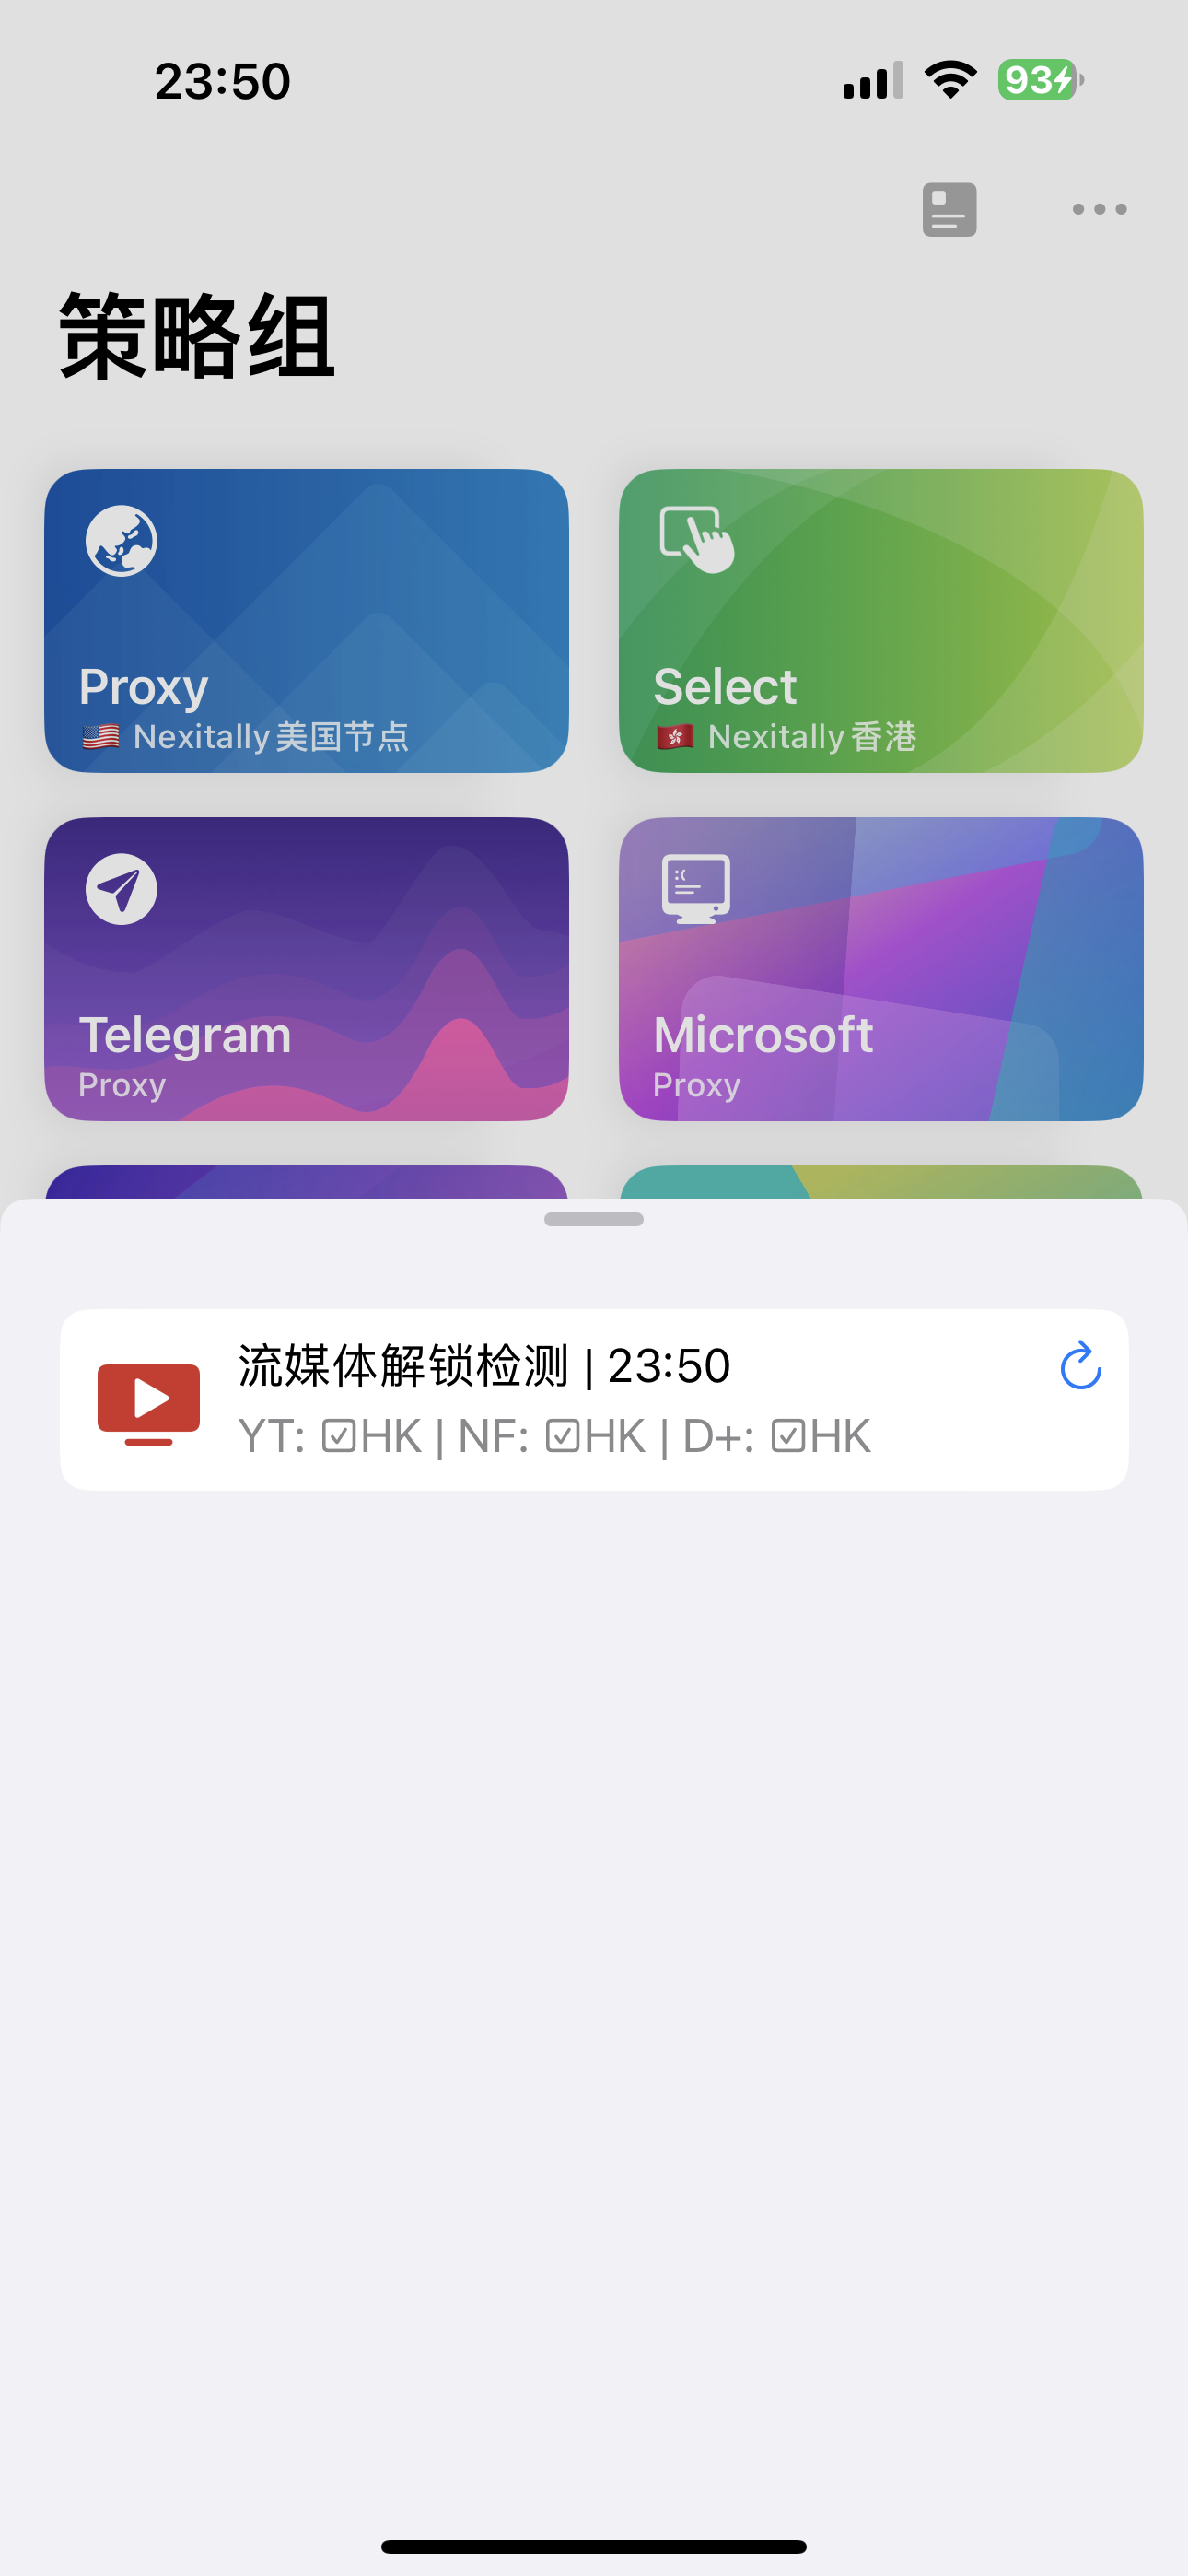 23:50
93
策略组
Proxy
🇺🇸 Nexitally美国节点
Select
🇭🇰 Nexitally香港
Telegram
Proxy
Microsoft
Proxy
流媒体解锁检测 | 23:50
YT: ☑HK | NF: ☑HK | D+: ☑HK